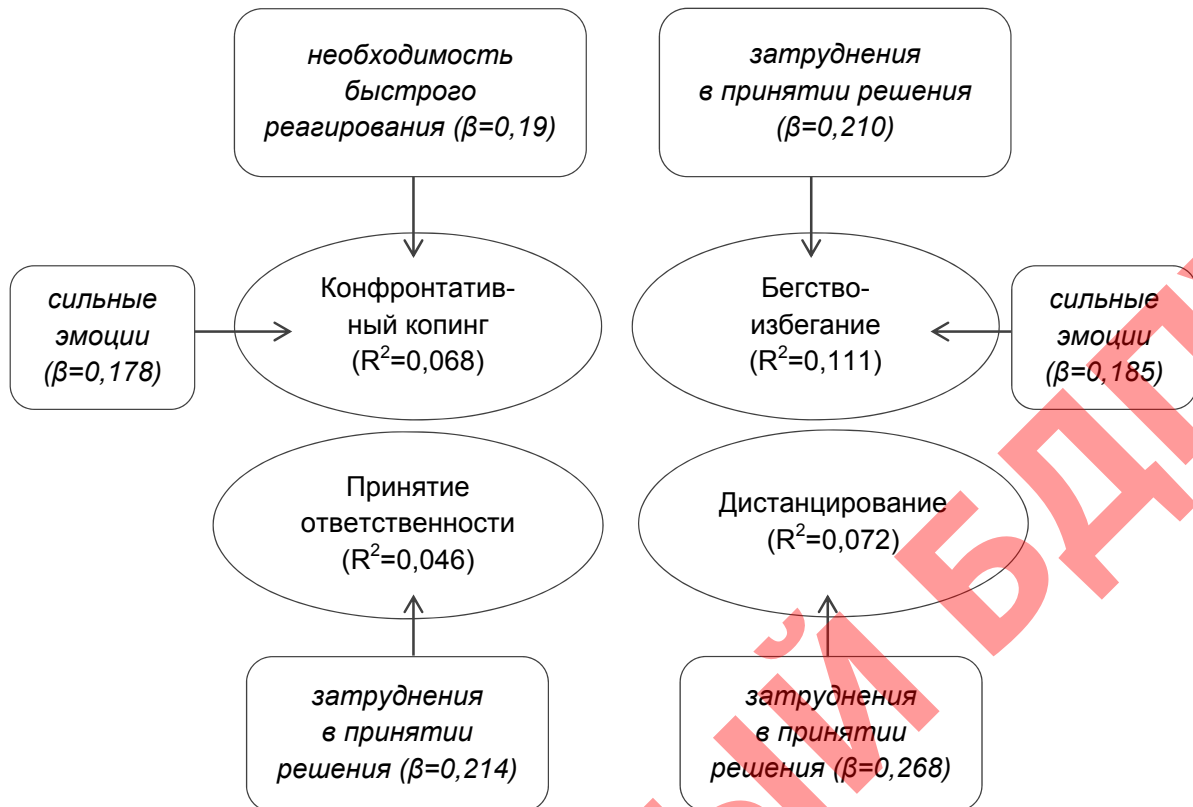 необходимость
быстрого
реагирования (β=0,19)
затруднения
в принятии решения
(β=0,210)
сильные
эмоции
(β=0,178)
Конфронтатив-
ный копинг
(R²=0,068)
Бегство-
избегание
(R²=0,111)
сильные
эмоции
(β=0,185)
Принятие
ответственности
(R²=0,046)
Дистанцирование
(R²=0,072)
затруднения
в принятии
решения (β=0,214)
затруднения
в принятии
решения (β=0,268)
ЫЙ БДП